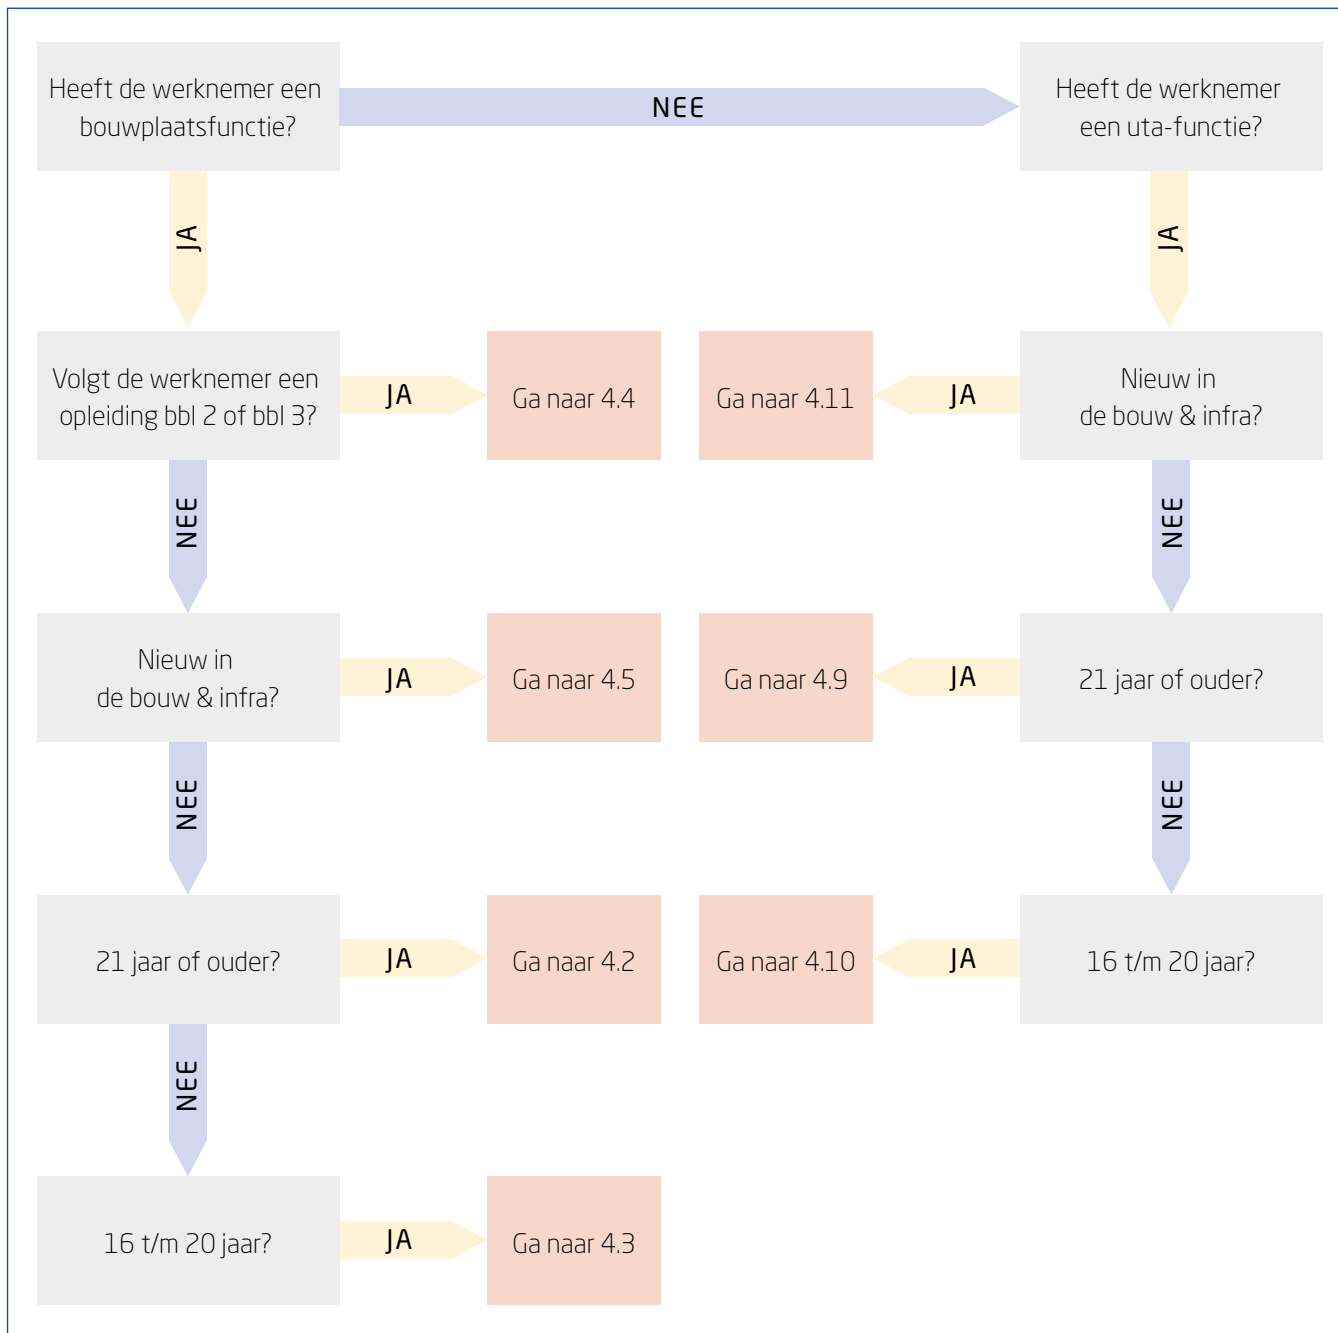 Heeft de werknemer een
bouwplaatsfunctie?
NEE
Heeft de werknemer
een uta-functie?
JA
JA
Volgt de werknemer een
opleiding bbl 2 of bbl 3?
JA
Ga naar 4.4
Ga naar 4.11
JA
Nieuw in
de bouw & infra?
NEE
NEE
Nieuw in
de bouw & infra?
JA
Ga naar 4.5
Ga naar 4.9
JA
21 jaar of ouder?
NEE
NEE
21 jaar of ouder?
JA
Ga naar 4.2
Ga naar 4.10
JA
16 t/m 20 jaar?
NEE
16 t/m 20 jaar?
JA
Ga naar 4.3